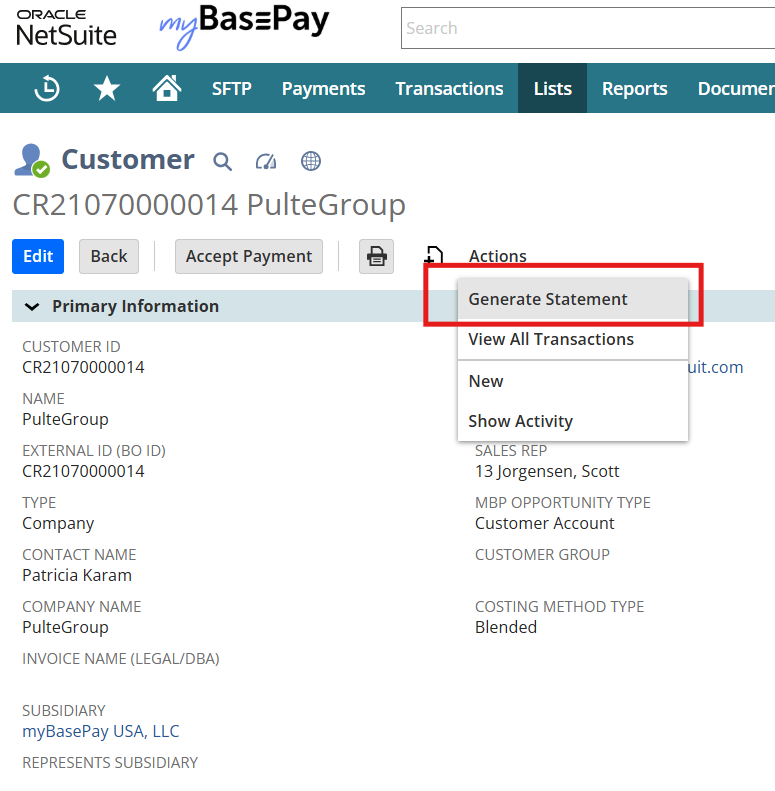 ORACLE
NetSuite
myBasePay
Search
SFTP Payments Transactions Lists Reports Documen
Customer
CR21070000014 PulteGroup
Edit Back Accept Payment Actions
Generate Statement
View All Transactions
New
Show Activity
Primary Information
CUSTOMER ID
CR21070000014
uit.com
NAME
PulteGroup
EXTERNAL ID (BO ID)
CR21070000014
TYPE
Company
CONTACT NAME
Patricia Karam
COMPANY NAME
PulteGroup
INVOICE NAME (LEGAL/DBA)
SUBSIDIARY
myBasePay USA, LLC
REPRESENTS SUBSIDIARY
SALES REP
13 Jorgensen, Scott
MBP OPPORTUNITY TYPE
Customer Account
CUSTOMER GROUP
COSTING METHOD TYPE
Blended